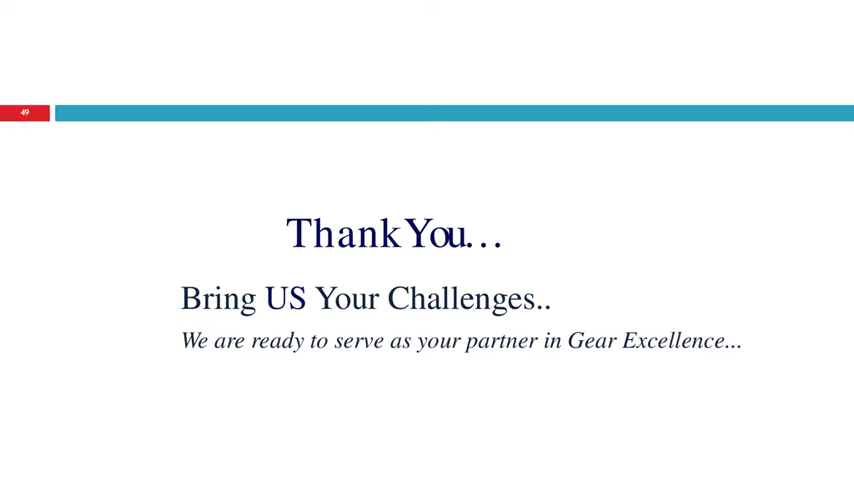 49
Thank You…
Bring US Your Challenges..
We are ready to serve as your partner in Gear Excellence...